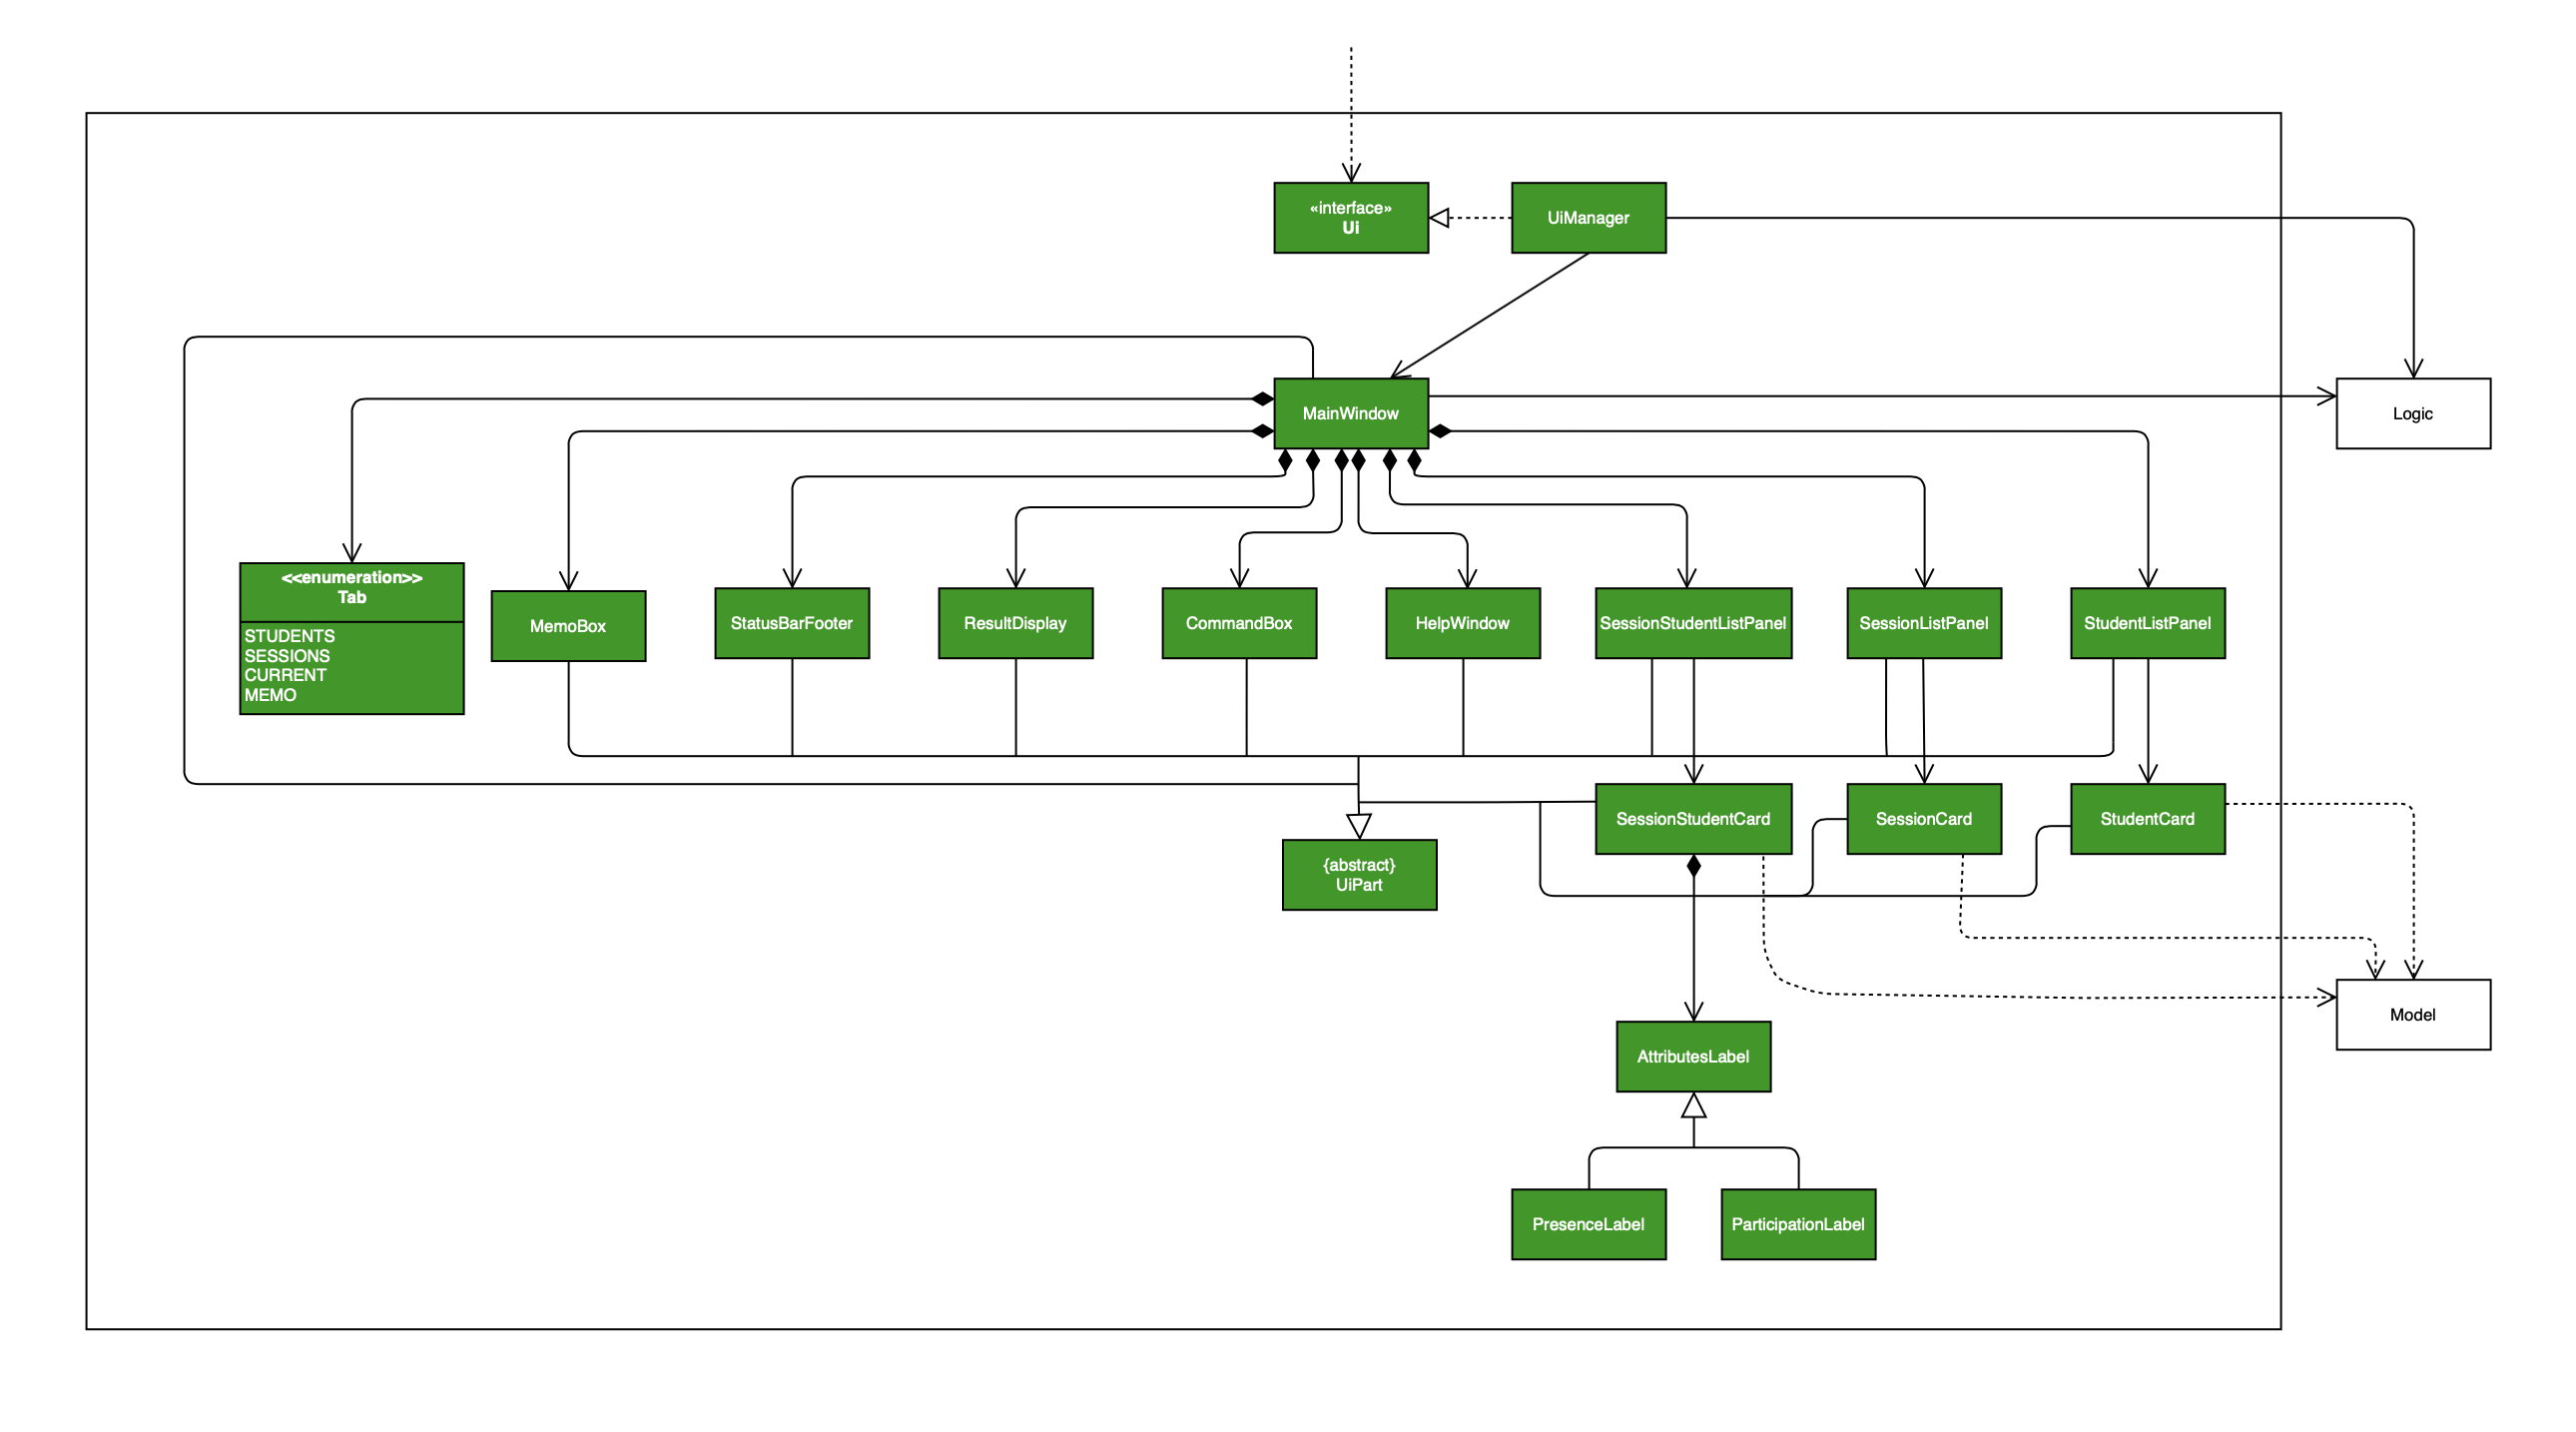 «interface»
Ui
UiManager
MainWindow
Logic
<<enumeration>>
Tab
STUDENTS
SESSIONS
CURRENT
MEMO
MemoBox
StatusBarFooter
ResultDisplay
CommandBox
HelpWindow
SessionStudentListPanel
SessionListPanel
StudentListPanel
SessionStudentCard
SessionCard
StudentCard
{abstract}
UiPart
Model
AttributesLabel
PresenceLabel
ParticipationLabel